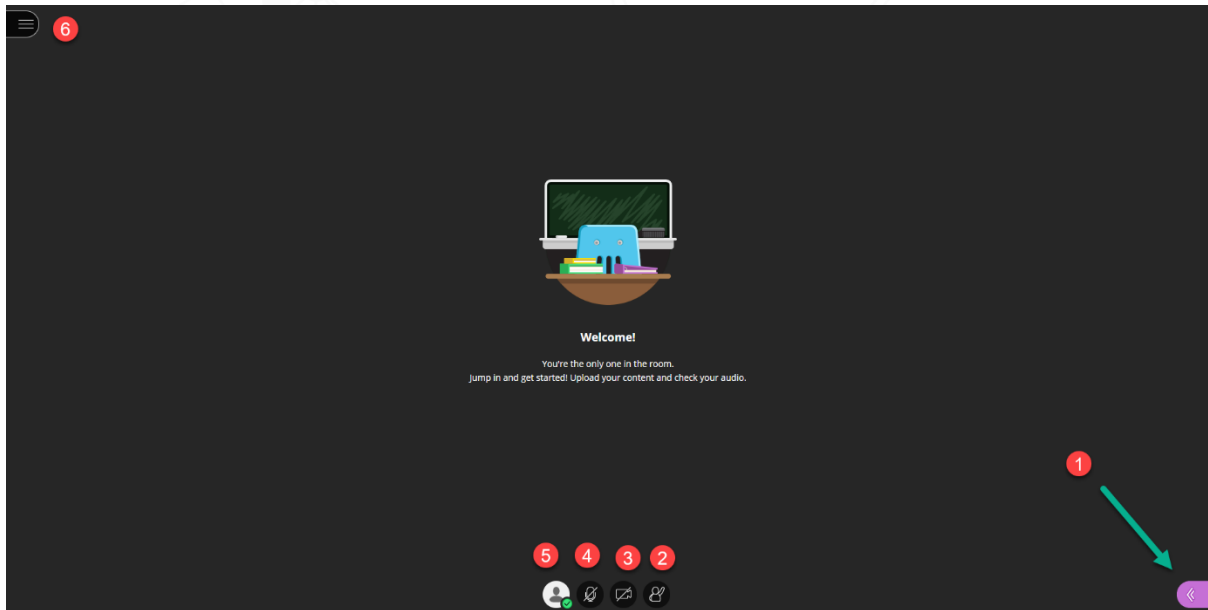 6
Welcome!
You're the only one in the room.
Jump in and get started! Upload your content and check your audio.
1
5 4 3 2